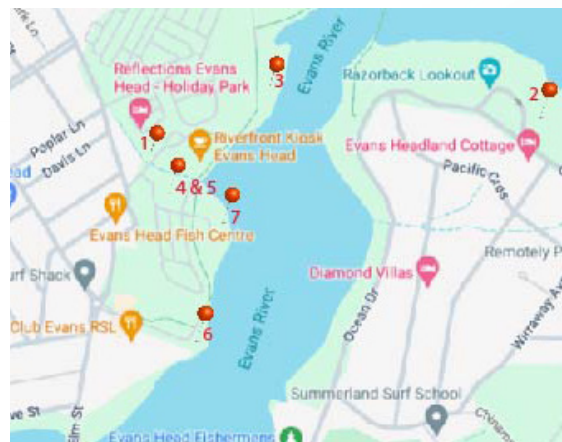 Poplar Ln
Davis Ln
Reflections Evans
Head - Holiday Park
1
3
Evans River
Razorback Lookout
2
Riverfront Kiosk
Evans Head
4 & 5
7
Evans Headland Cottage
Pacific Cres
Evans Head Fish Centre
Remotely P
urf Shack
Diamond Villas
Ocean Dr
Wirraway Av
Club Evans RSL
6
Evans River
Summerland Surf School
Evans Head Fishermens